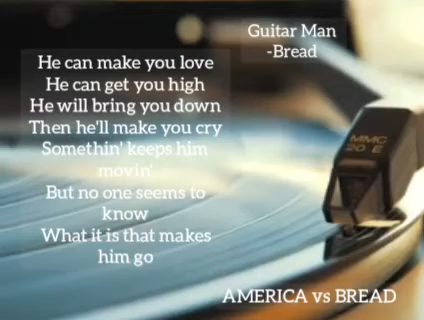 Guitar Man
-Bread
He can make you love
He can get you high
He will bring you down
Then he'll make you cry
Somethin' keeps him
movin'
But no one seems to
know
What it is that makes
him go
MMC
20 E
AMERICA vs BREAD